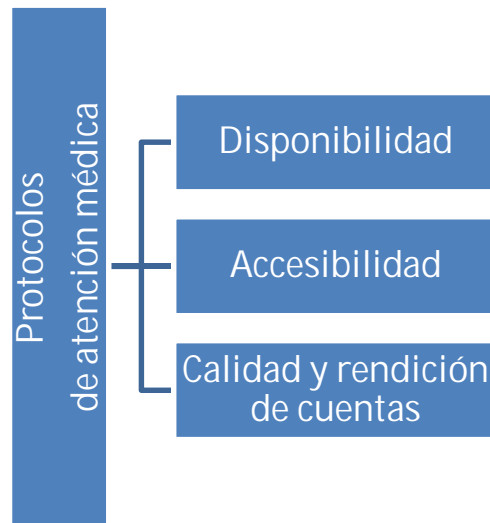 Protocolos
de atención médica
Disponibilidad
Accesibilidad
Calidad y rendición
de cuentas